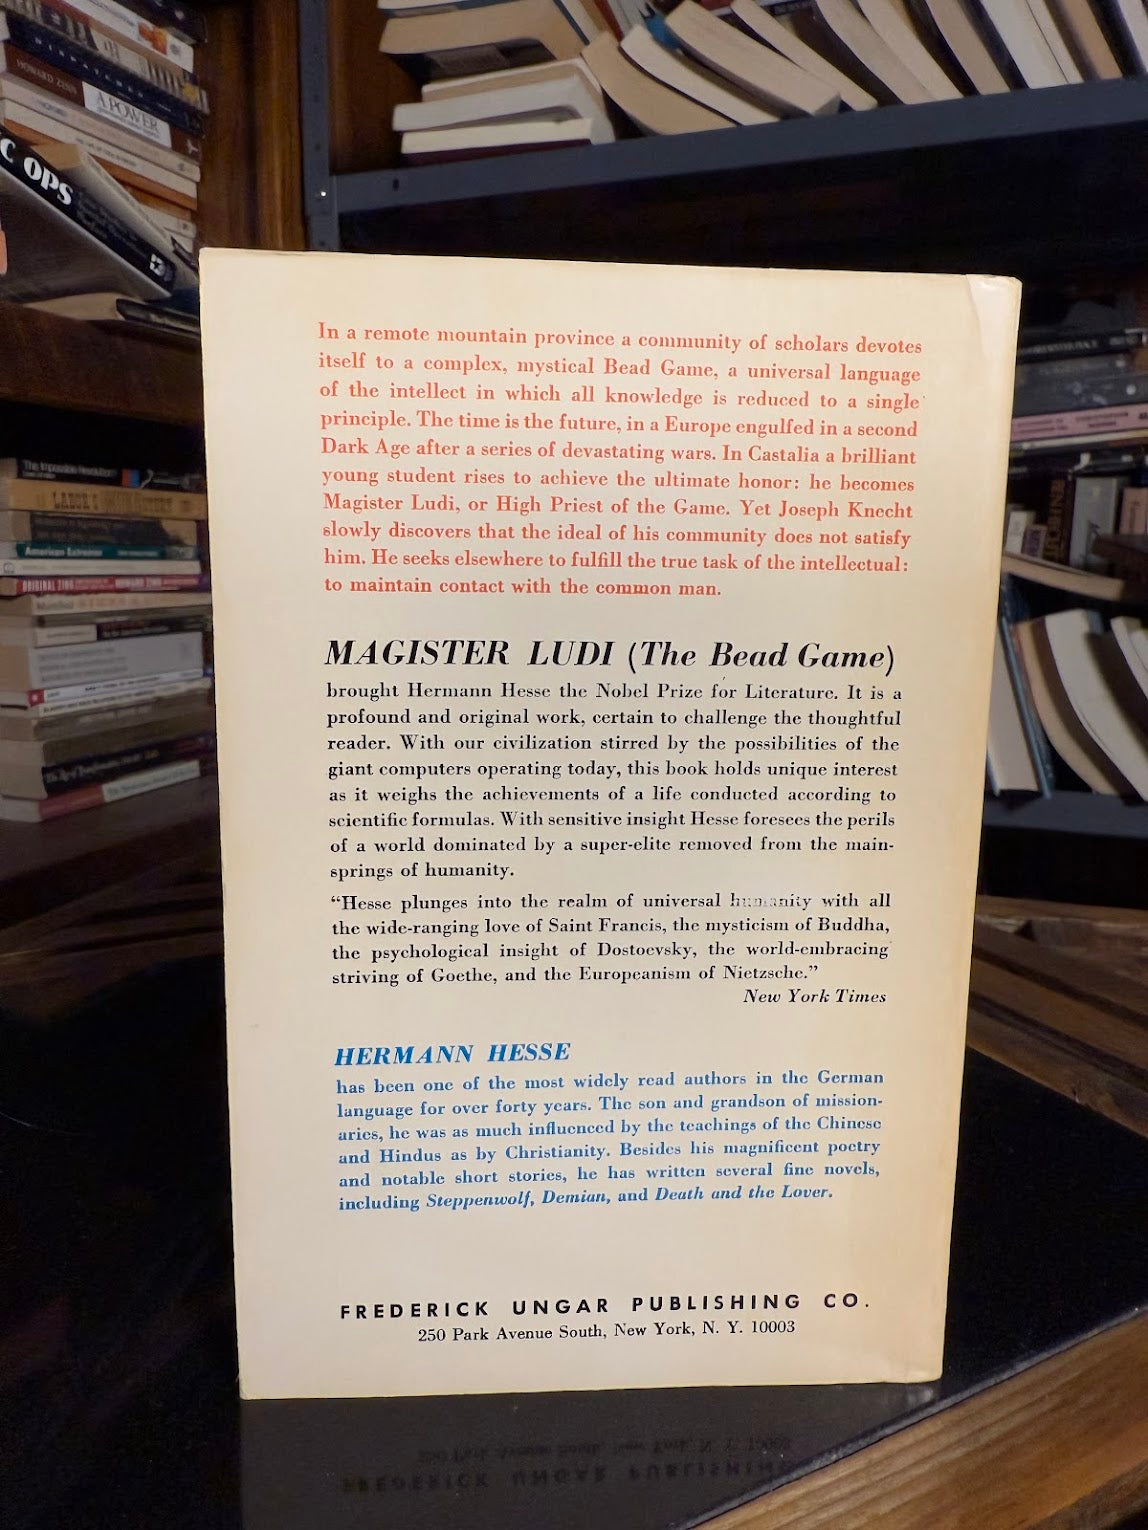 In a remote mountain province a community of scholars devotes
itself to a complex, mystical Bead Game, a universal language
of the intellect in which all knowledge is reduced to a single
principle. The time is the future, in a Europe engulfed in a second
Dark Age after a series of devastating wars. In Castalia a brilliant
young student rises to achieve the ultimate honor: he becomes
Magister Ludi, or High Priest of the Game. Yet Joseph Knecht
slowly discovers that the ideal of his community does not satisfy
him. He seeks elsewhere to fulfill the true task of the intellectual:
to maintain contact with the common man.
MAGISTER LUDI (The Bead Game)
brought Hermann Hesse the Nobel Prize for Literature. It is a
profound and original work, certain to challenge the thoughtful
reader. With our civilization stirred by the possibilities of the
giant computers operating today, this book holds unique interest
as it weighs the achievements of a life conducted according to
scientific formulas. With sensitive insight Hesse foresees the perils
of a world dominated by a super-elite removed from the main-
springs of humanity.
“Hesse plunges into the realm of universal humanity with all
the wide-ranging love of Saint Francis, the mysticism of Buddha,
the psychological insight of Dostoevsky, the world-embracing
striving of Goethe, and the Europeanism of Nietzsche.”
New York Times
HERMANN HESSE
has been one of the most widely read authors in the German
language for over forty years. The son and grandson of mission-
aries, he was as much influenced by the teachings of the Chinese
and Hindus as by Christianity. Besides his magnificent poetry
and notable short stories, he has written several fine novels,
including Steppenwolf, Demian, and Death and the Lover.
FREDERICK UNGAR PUBLISHING CO.
250 Park Avenue South, New York, N. Y. 10003
HOWARD ZINN
A POWER
C OPS
The Impossible Revolution
American Extremism
ORIGINAL ZINN
HOWARD ZINN